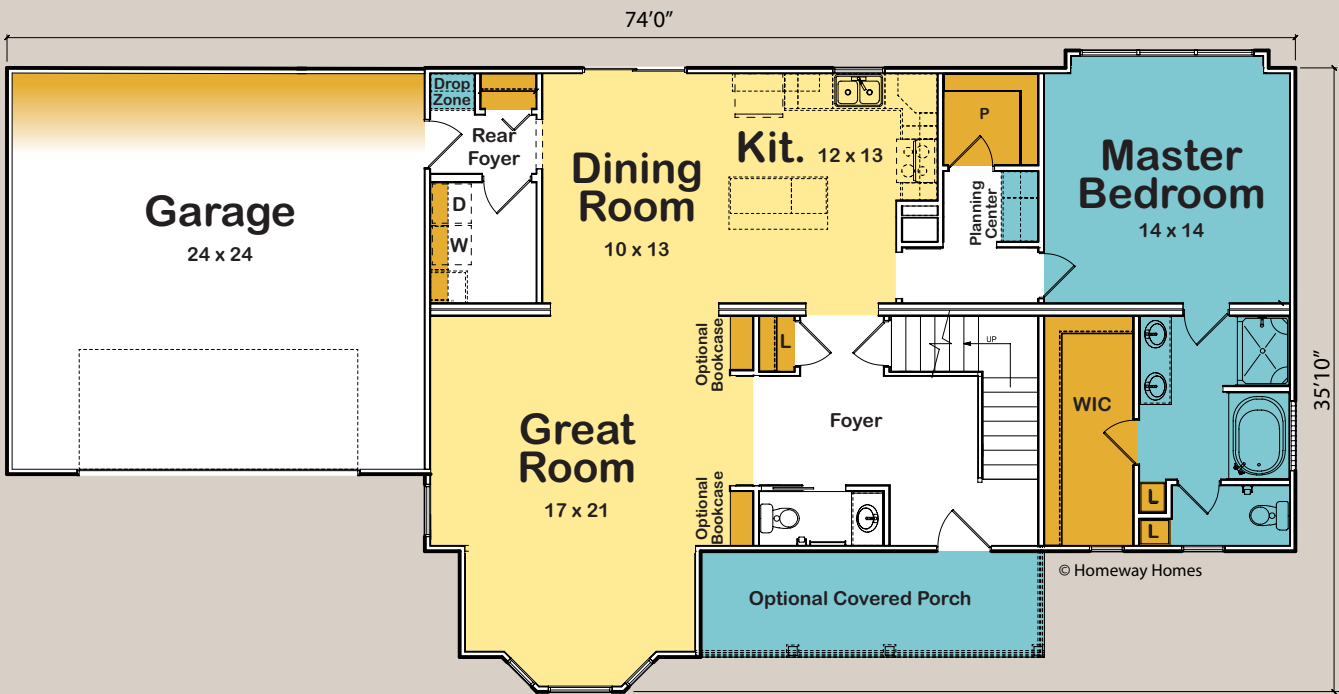 74'0"
Drop
Zone
Rear
Foyer
P
Kit. 12 x 13
Dining
Room
10 x 13
Master
Bedroom
14 x 14
Garage
24 x 24
D
W
Planning
Center
Optional
Bookcase
L
UP
35'10"
WIC
Foyer
Great
Room
17 x 21
Optional
Bookcase
L
L
© Homeway Homes
Optional Covered Porch